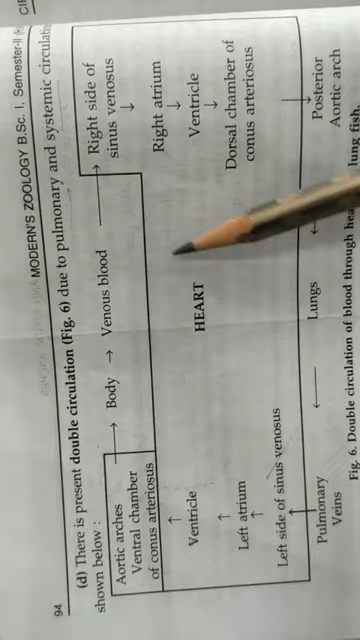 94
MODERN'S ZOOLOGY B.Sc. I, Semester-II
(d) There is present double circulation (Fig. 6) due to pulmonary and systemic
shown below :
Aortic arches
Ventral chamber
of conus arteriosus
→ Body → Venous blood →
Right side of
sinus venosus
↓
Right atrium
↓
Ventricle
↓
Dorsal chamber of
conus arteriosus
↓
HEART
↑
Ventricle
↑
Left atrium
↑
Left side of sinus venosus
↑
Pulmonary
Veins
←
Lungs
←
Posterior
Aortic arch
Fig. 6. Double circulation of blood through lung fish.